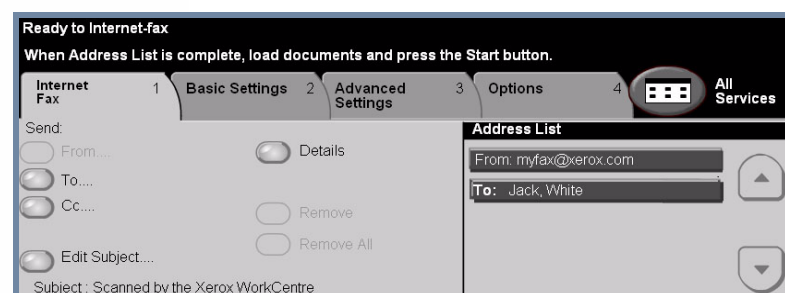 Ready to Internet-fax
When Address List is complete, load documents and press the Start button.
Internet Fax 1
Basic Settings 2
Advanced Settings 3
Options 4
All Services
Send:
From....
Details
To....
Cc....
Remove
Remove All
Edit Subject....
Subject : Scanned by the Xerox WorkCentre
Address List
From: myfax@xerox.com
To: Jack, White